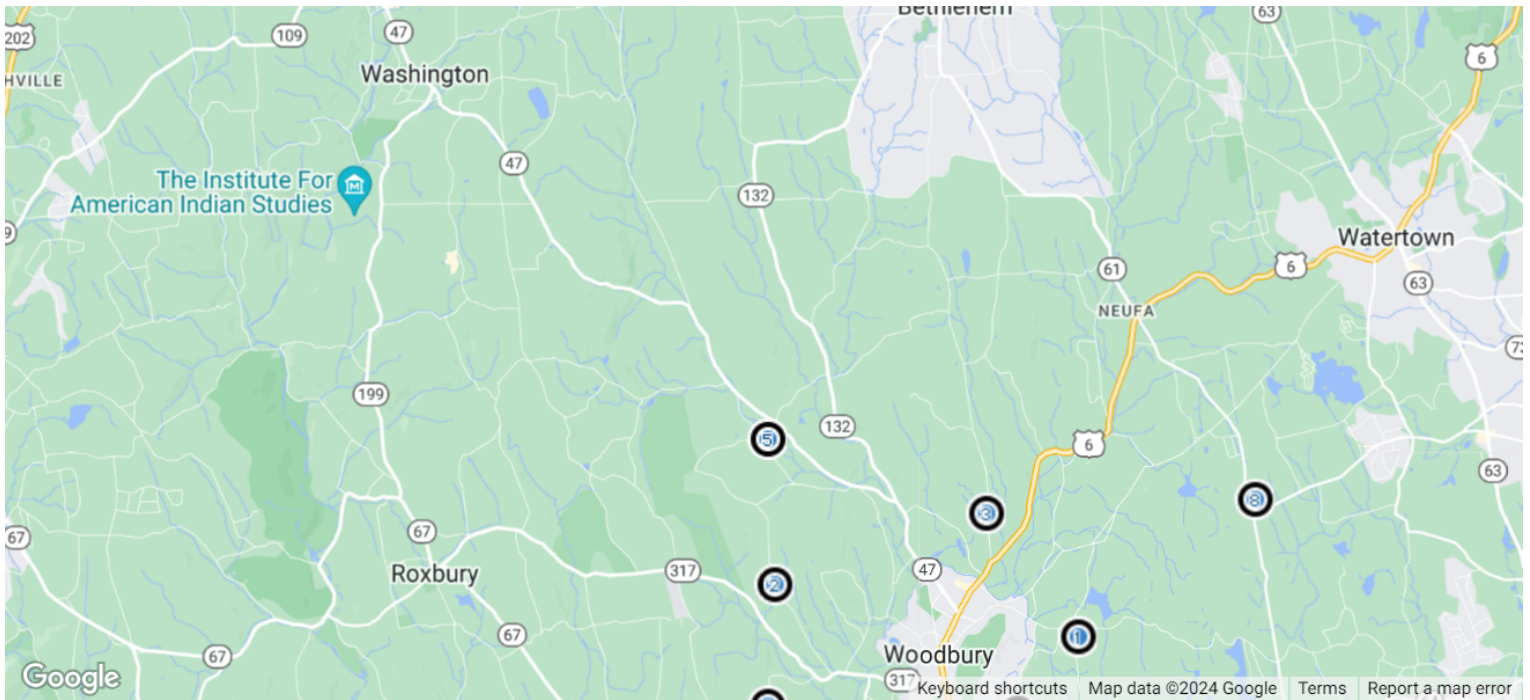 Bethlehem
63
202
109
47
6
HVILLE
Washington
47
The Institute For
American Indian Studies
132
9
Watertown
61
6
63
NEUFA
73
199
132
5
6
63
8
3
67
67
Roxbury
317
47
2
67
1
Woodbury
67
317
Google
Keyboard shortcuts
Map data ©2024 Google
Terms
Report a map error